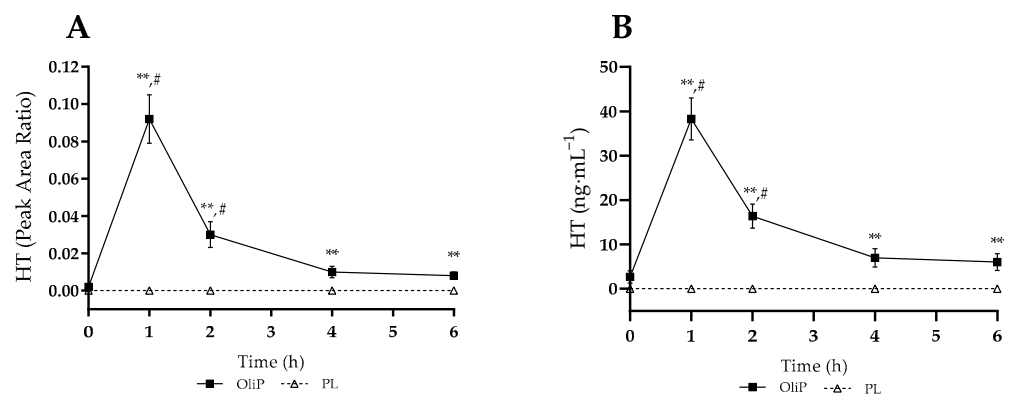 A
HT (Peak Area Ratio)
0.12
0.10
0.08
0.06
0.04
0.02
0.00
**,#
**,#
**
**
0 1 2 3 4 5 6
Time (h)
OliP PL
B
HT (ng·mL⁻¹)
50
40
30
20
10
0
**,#
**,#
**
**
0 1 2 3 4 5 6
Time (h)
OliP PL